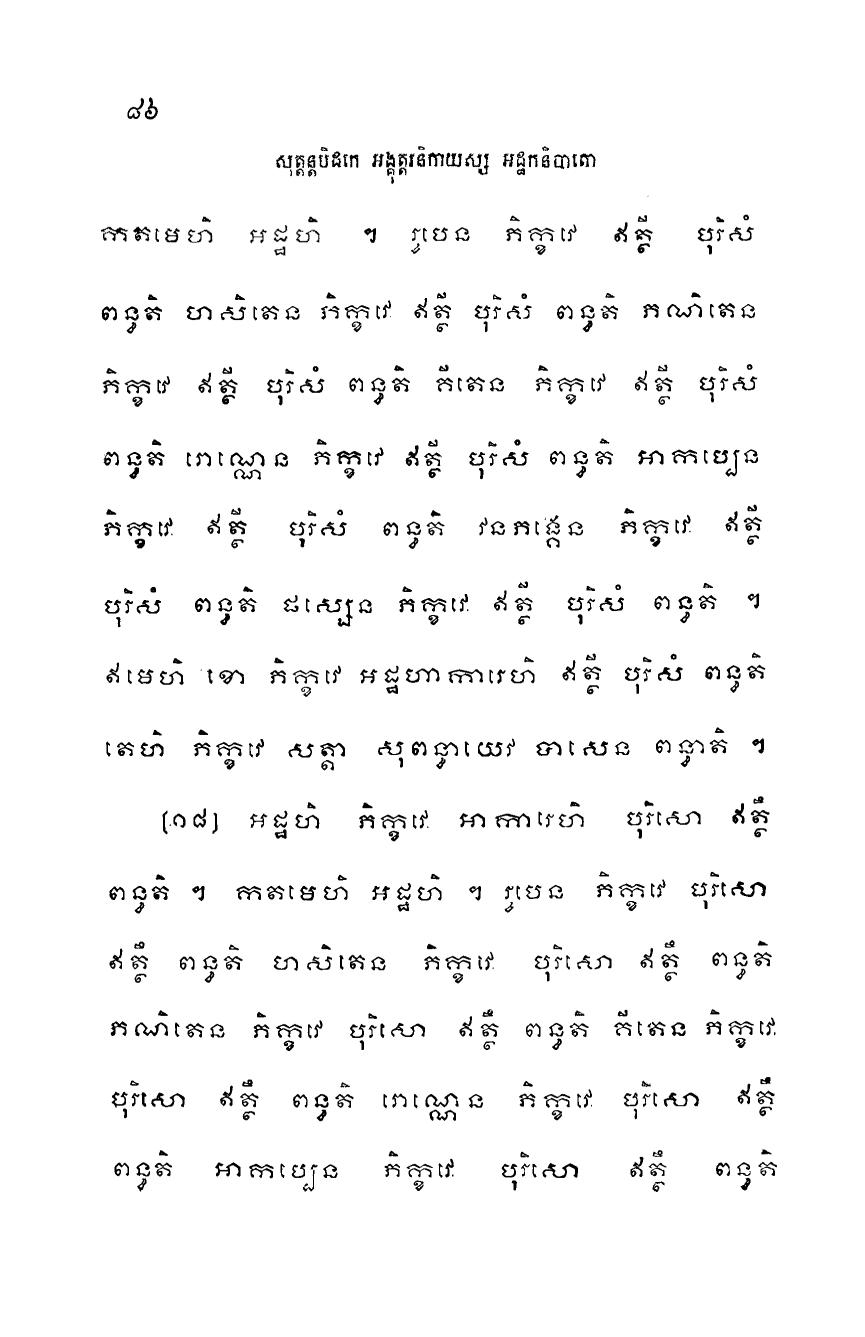 ៨៦
សុត្តន្តបិដកេ អង្គុត្តរនិកាយស្ស អដ្ឋកនិបាតោ
កតមេហិ អដ្ឋហិ ។ រូបេន ភិក្ខវេ ឥត្ថី បុរិសំ
ពន្ធតិ ហសិតេន ភិក្ខវេ ឥត្ថី បុរិសំ ពន្ធតិ ភណិតេន
ភិក្ខវេ ឥត្ថី បុរិសំ ពន្ធតិ គីតេន ភិក្ខវេ ឥត្ថី បុរិសំ
ពន្ធតិ រោណ្ណេន ភិក្ខវេ ឥត្ថី បុរិសំ ពន្ធតិ អាកប្បេន
ភិក្ខវេ ឥត្ថី បុរិសំ ពន្ធតិ វនភង្គេន ភិក្ខវេ ឥត្ថី
បុរិសំ ពន្ធតិ ផស្សេន ភិក្ខវេ ឥត្ថី បុរិសំ ពន្ធតិ ។
ឥមេហិ ខោ ភិក្ខវេ អដ្ឋហាការេហិ ឥត្ថី បុរិសំ ពន្ធតិ
តេហិ ភិក្ខវេ សត្តា សុពន្ធាយេវ បាសេន ពន្ធាតិ ។
[១៨] អដ្ឋហិ ភិក្ខវេ អាការេហិ បុរិសោ ឥត្ថឹ
ពន្ធតិ ។ កតមេហិ អដ្ឋហិ ។ រូបេន ភិក្ខវេ បុរិសោ
ឥត្ថឹ ពន្ធតិ ហសិតេន ភិក្ខវេ បុរិសោ ឥត្ថឹ ពន្ធតិ
ភណិតេន ភិក្ខវេ បុរិសោ ឥត្ថឹ ពន្ធតិ គីតេន ភិក្ខវេ
បុរិសោ ឥត្ថឹ ពន្ធតិ រោណ្ណេន ភិក្ខវេ បុរិសោ ឥត្ថឹ
ពន្ធតិ អាកប្បេន ភិក្ខវេ បុរិសោ ឥត្ថឹ ពន្ធតិ